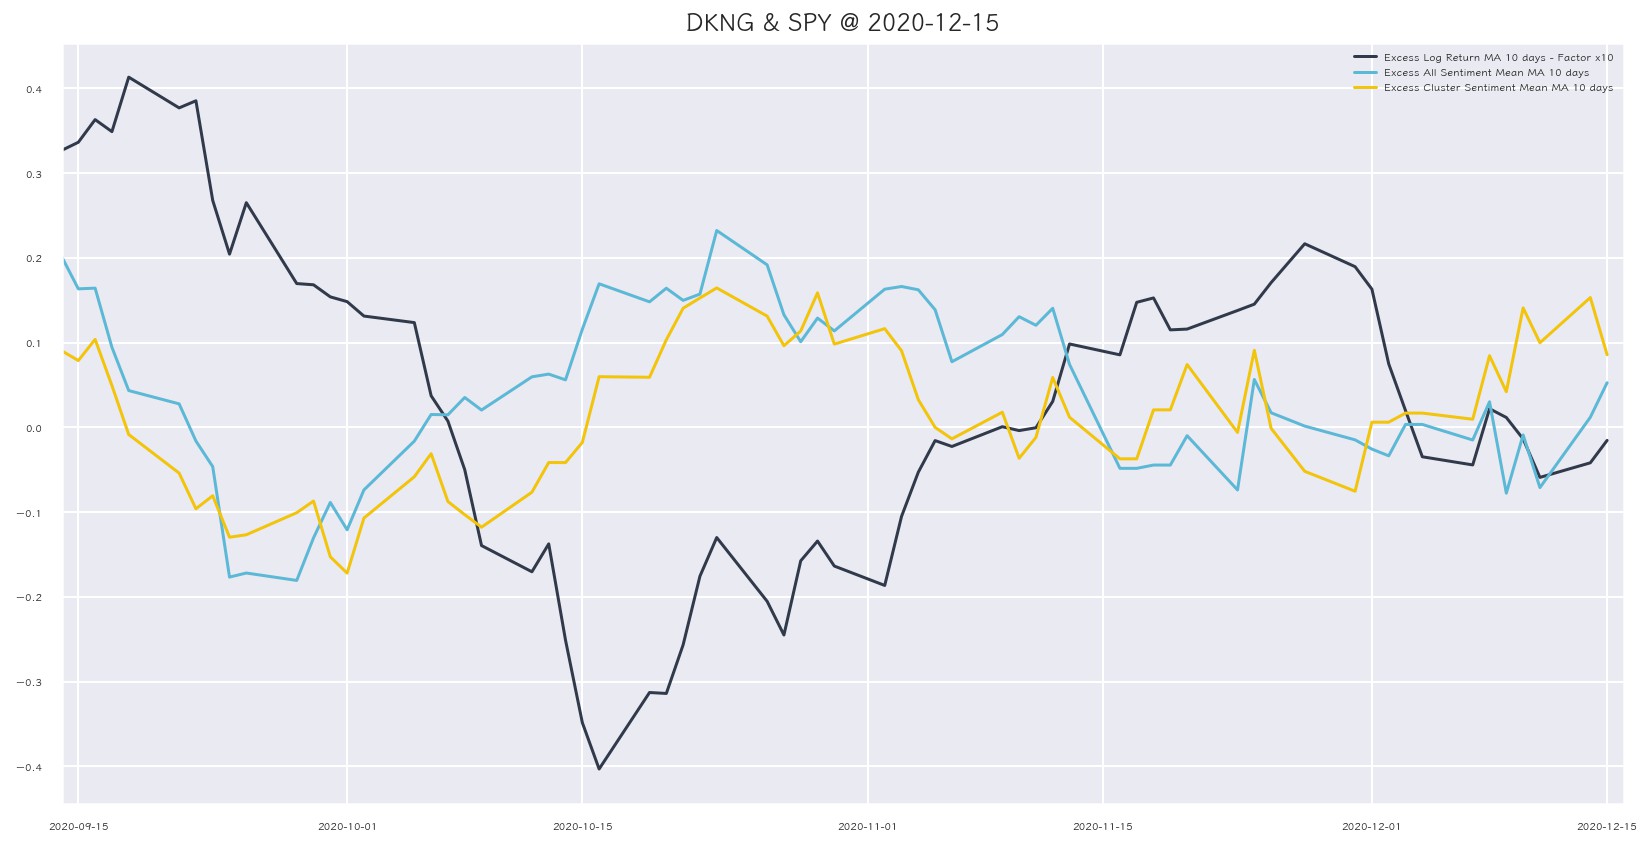 DKNG & SPY @ 2020-12-15
Excess Log Return MA 10 days - Factor x10
Excess All Sentiment Mean MA 10 days
Excess Cluster Sentiment Mean MA 10 days
0.4
0.3
0.2
0.1
0.0
−0.1
−0.2
−0.3
−0.4
2020-09-15 2020-10-01 2020-10-15 2020-11-01 2020-11-15 2020-12-01 2020-12-15